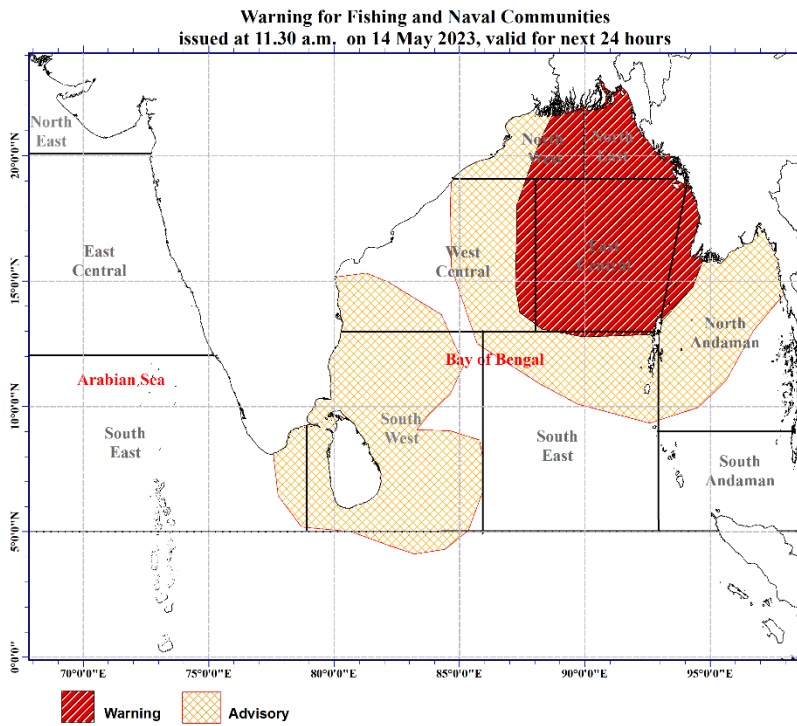 Warning for Fishing and Naval Communities
issued at 11.30 a.m. on 14 May 2023, valid for next 24 hours
North
East
North
West
North
East
20°0'0"N
East
Central
West
Central
East
Central
15°0'0"N
North
Andaman
Bay of Bengal
Arabian Sea
10°0'0"N
South
East
South
West
South
East
South
Andaman
5°0'0"N
0°0'0"
70°0'0"E
75°0'0"E
80°0'0"E
85°0'0"E
90°0'0"E
95°0'0"E
Warning
Advisory